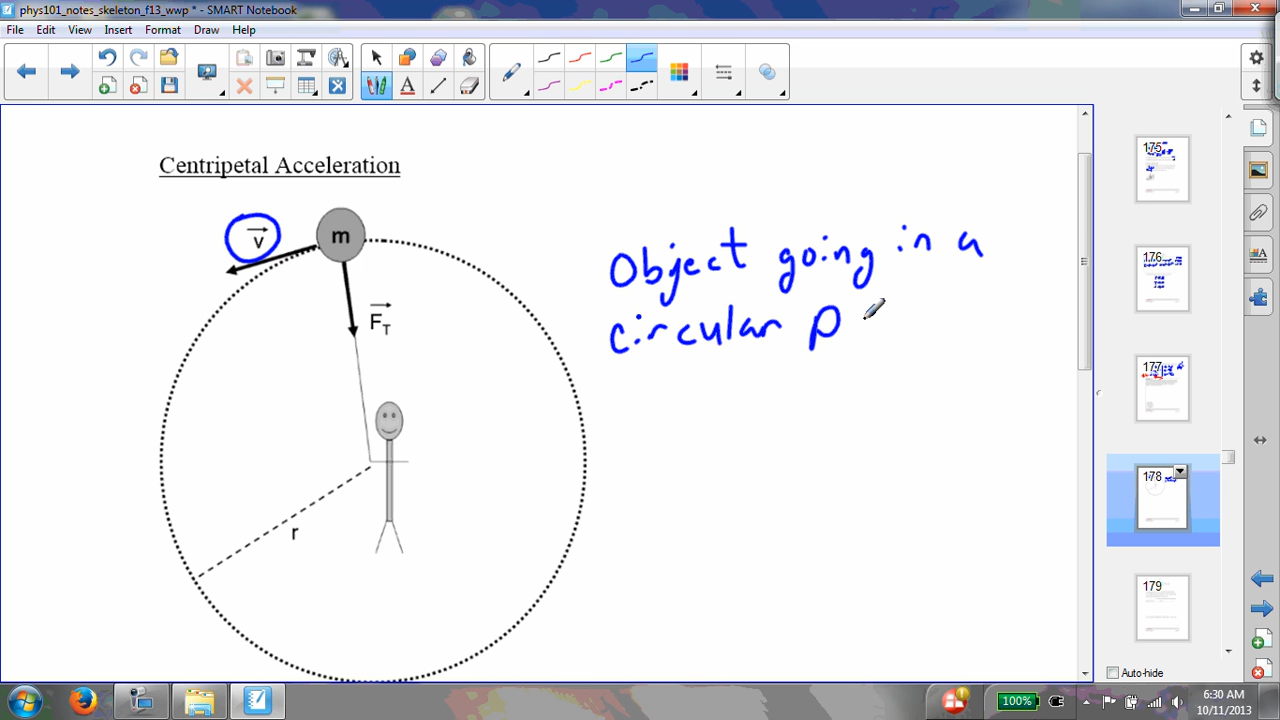 phys101_notes_skeleton_f13_wwp * - SMART Notebook
File Edit View Insert Format Draw Help
Centripetal Acceleration
v
m
F_T
r
Object going in a
circular p
175
176
177
178
179
Auto-hide
100%
6:30 AM
10/11/2013